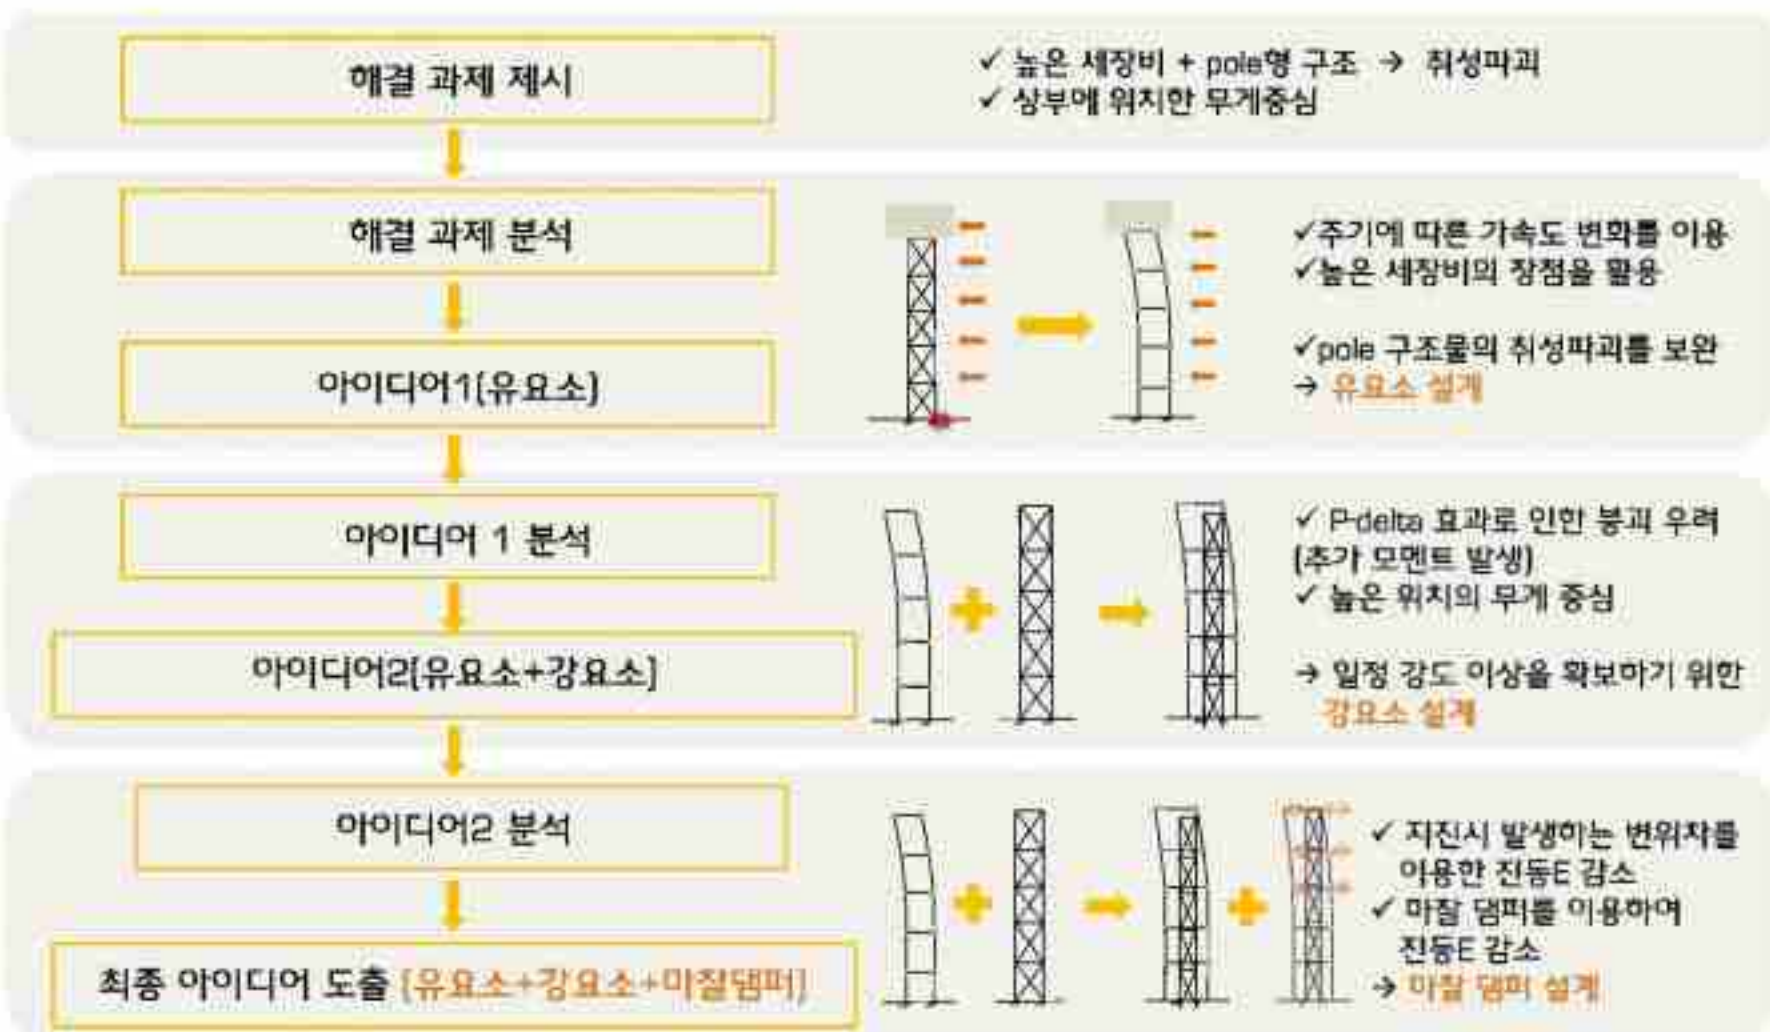 해결 과제 제시
✓ 높은 세장비 + pole형 구조 → 취성파괴
✓ 상부에 위치한 무게중심
해결 과제 분석
✓주기에 따른 가속도 변화를 이용
✓높은 세장비의 장점을 활용
아이디어1[유요소]
✓pole 구조물의 취성파괴를 보완
→ 유요소 설계
아이디어 1 분석
✓ P-delta 효과로 인한 붕괴 우려
(추가 모멘트 발생)
✓ 높은 위치의 무게 중심
아이디어2[유요소+강요소]
→ 일정 강도 이상을 확보하기 위한
강요소 설계
아이디어2 분석
✓ 지진시 발생하는 변위차를
이용한 진동E 감소
✓ 마찰 댐퍼를 이용하여
진동E 감소
최종 아이디어 도출 [유요소+강요소+마찰댐퍼]
→ 마찰 댐퍼 설계